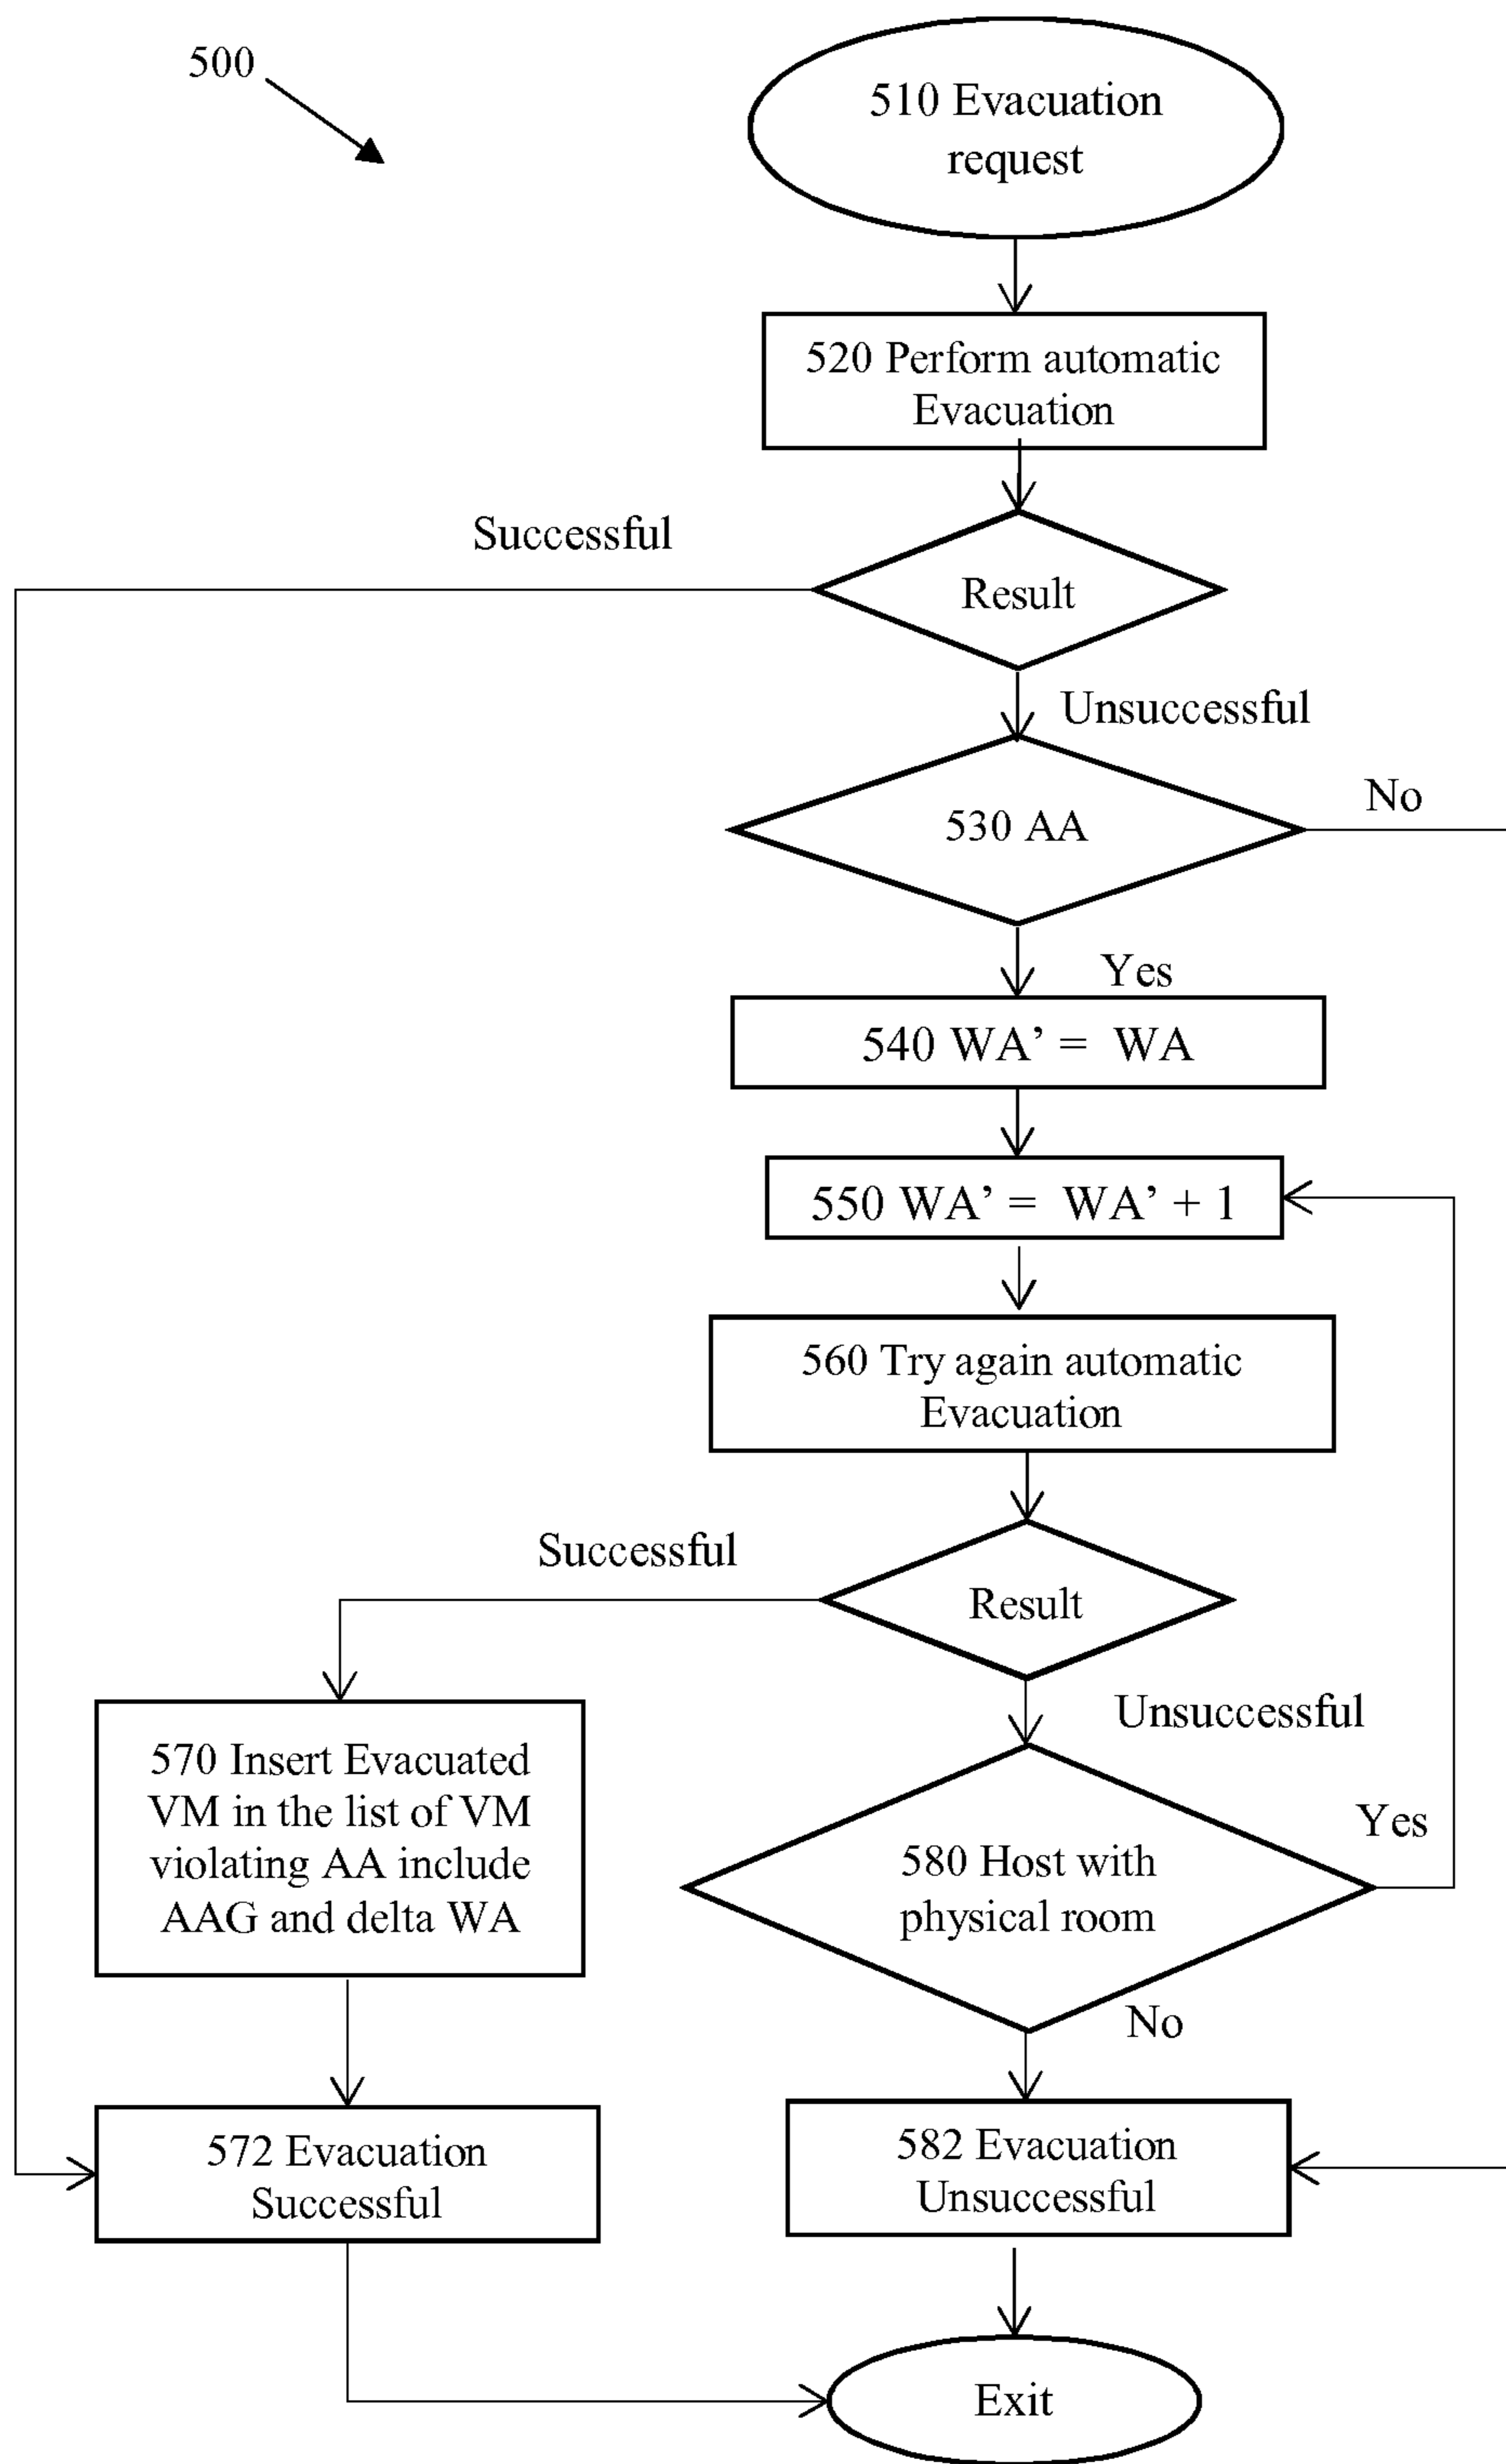 500
510 Evacuation
request
520 Perform automatic
Evacuation
Successful
Result
Unsuccessful
No
530 AA
Yes
540 WA’ = WA
550 WA’ = WA’ + 1
560 Try again automatic
Evacuation
Successful
Result
Unsuccessful
570 Insert Evacuated
VM in the list of VM
violating AA include
AAG and delta WA
Yes
580 Host with
physical room
No
572 Evacuation
Successful
582 Evacuation
Unsuccessful
Exit